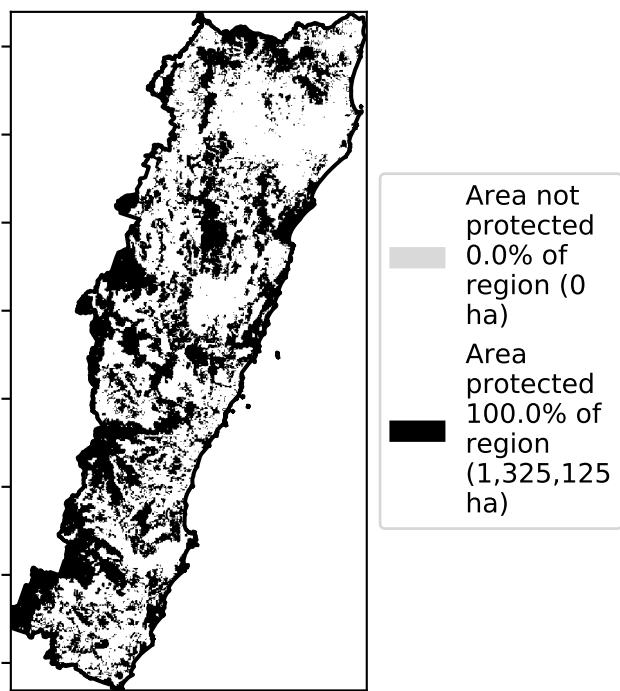 Area not
protected
0.0% of
region (0
ha)
Area
protected
100.0% of
region
(1,325,125
ha)